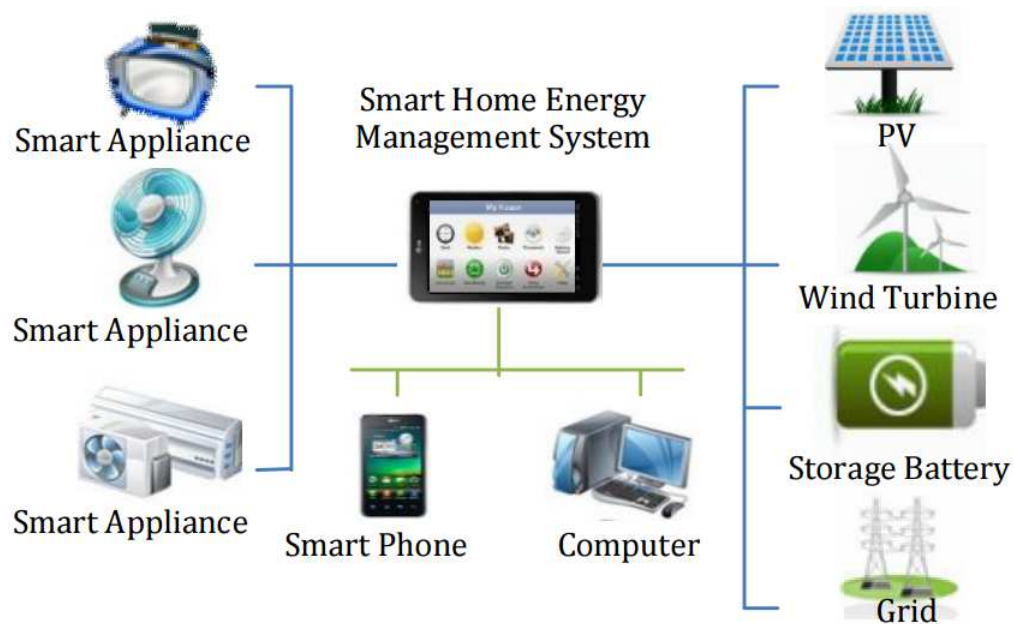 Smart Home Energy
Management System
Smart Appliance
Smart Appliance
Smart Appliance
Smart Phone
Computer
PV
Wind Turbine
Storage Battery
Grid